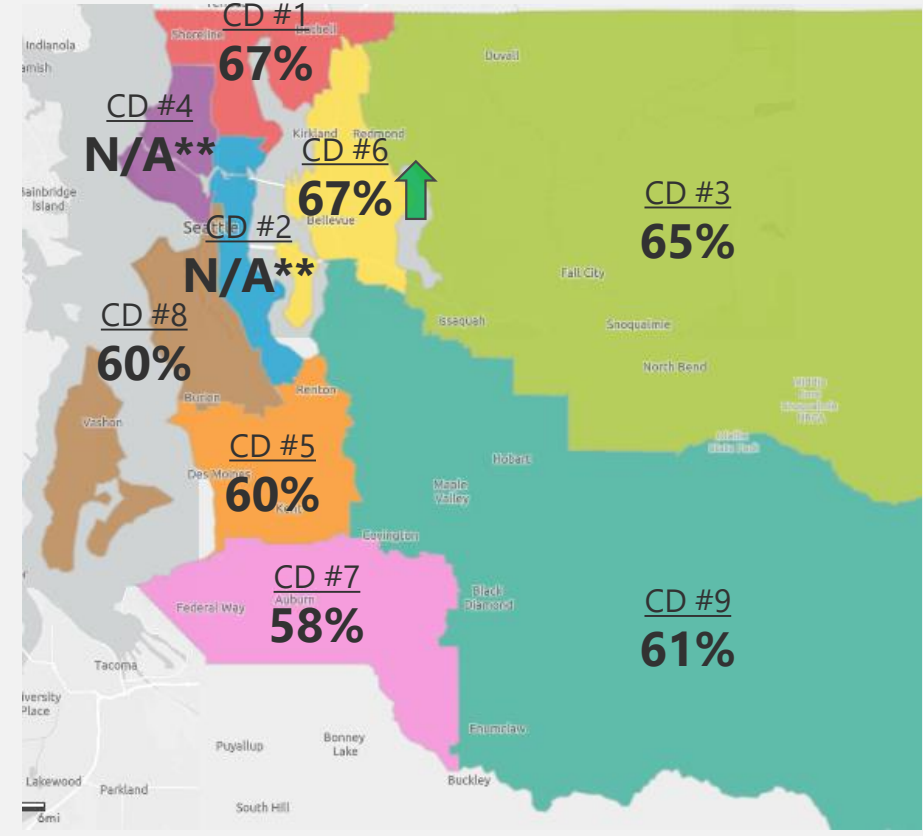 CD #1
Shoreline
67%
Indianola
Duvall
CD #4
N/A**
Kirkland
Redmond
CD #6
67%
Bellevue
CD #3
65%
Bainbridge
Island
Seattle
CD #2
N/A**
Fall City
CD #8
60%
Issaquah
Snoqualmie
North Bend
Burien
Renton
Vashon
CD #5
60%
Des Moines
Kent
Hobart
Maple
Valley
Covington
CD #7
58%
Federal Way
Auburn
Black
Diamond
CD #9
61%
Tacoma
Place
Enumclaw
Puyallup
Bonney
Lake
Buckley
Lakewood
Parkland
South Hill
6mi